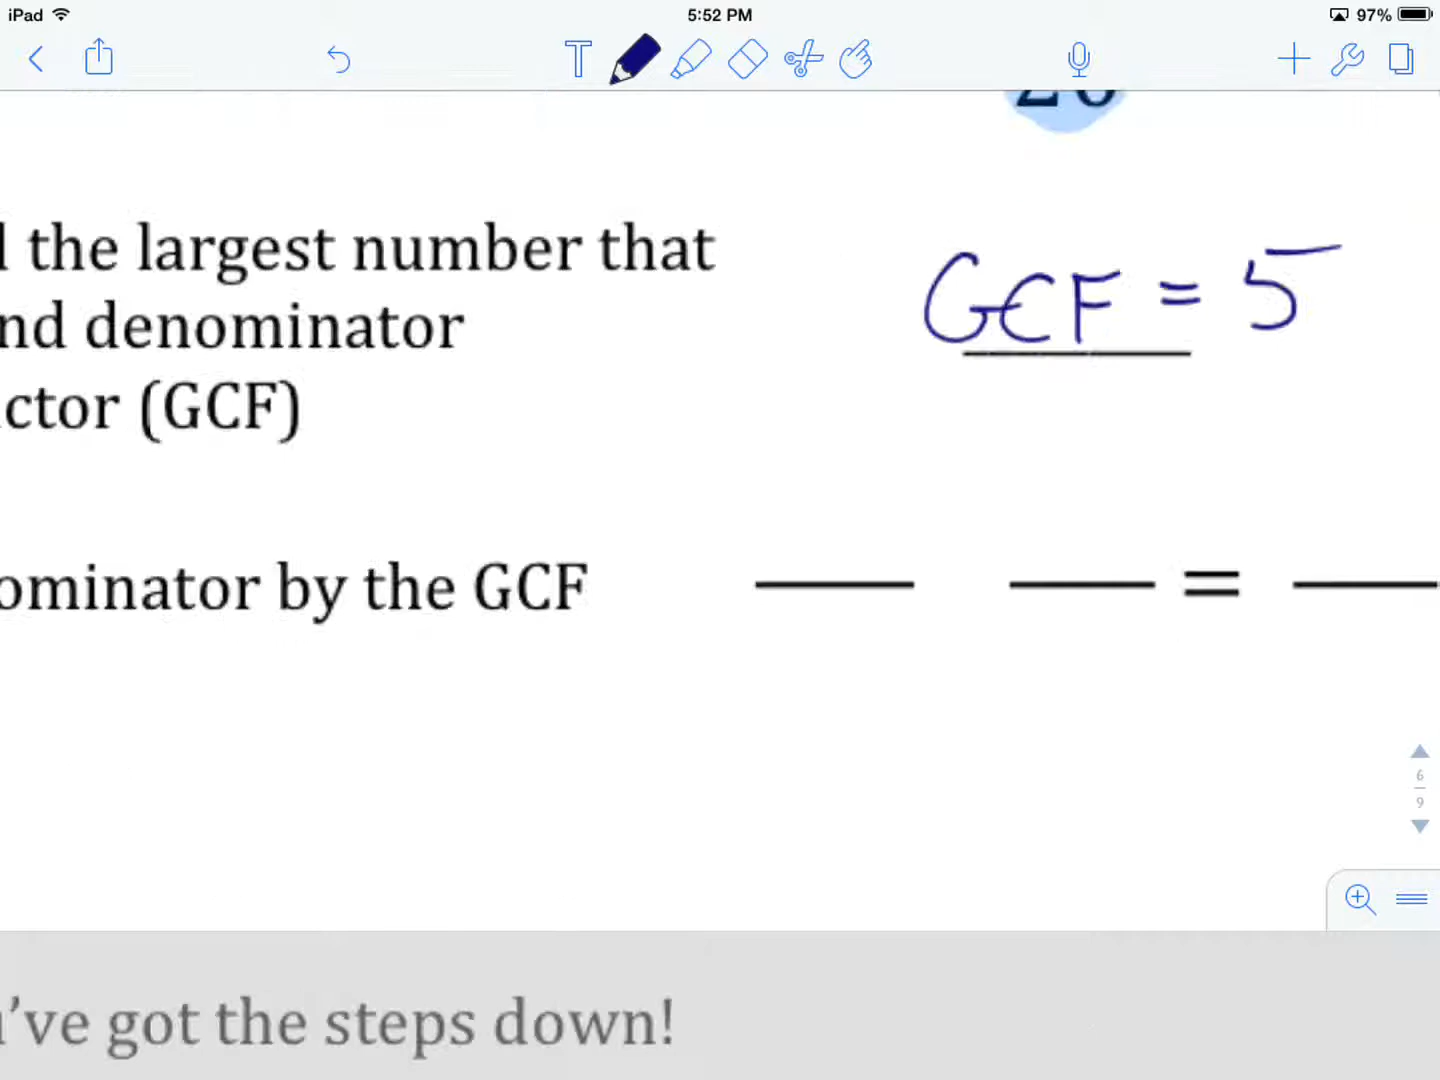 iPad 5:52 PM 97%
T
the largest number that
nd denominator
ctor (GCF)
GCF = 5
ominator by the GCF
=
6
9
've got the steps down!